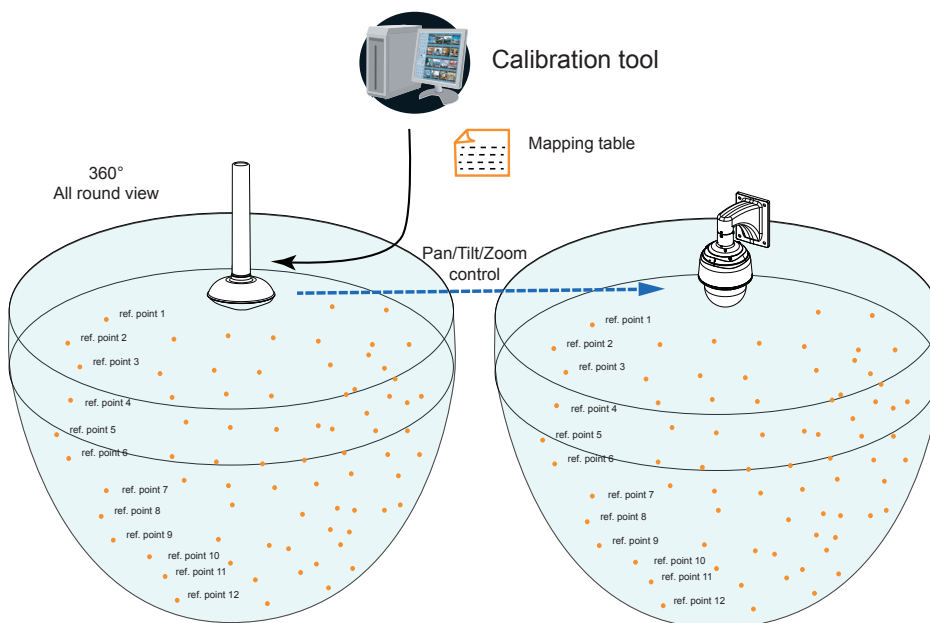 Calibration tool
Mapping table
360°
All round view
Pan/Tilt/Zoom
control
ref. point 1
ref. point 2
ref. point 3
ref. point 4
ref. point 5
ref. point 6
ref. point 7
ref. point 8
ref. point 9
ref. point 10
ref. point 11
ref. point 12
ref. point 1
ref. point 2
ref. point 3
ref. point 4
ref. point 5
ref. point 6
ref. point 7
ref. point 8
ref. point 9
ref. point 10
ref. point 11
ref. point 12